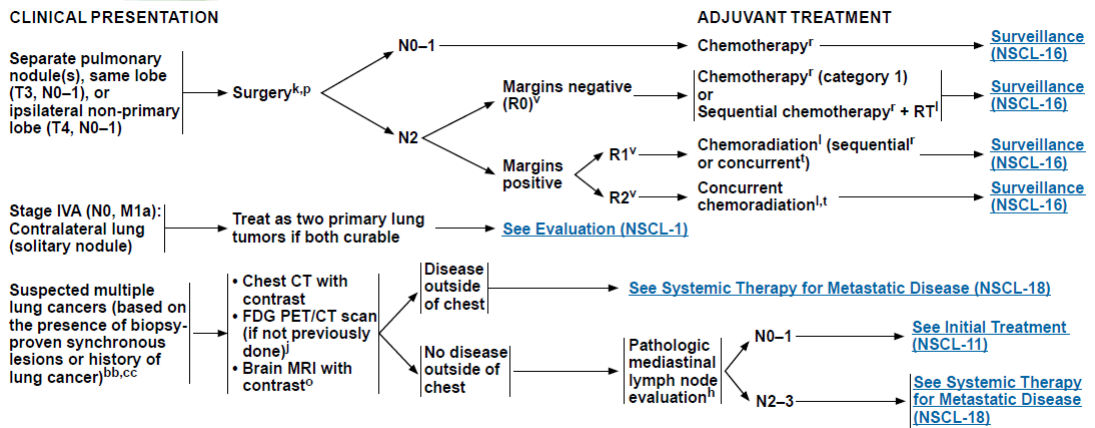 CLINICAL PRESENTATION
ADJUVANT TREATMENT
Separate pulmonary
nodule(s), same lobe
(T3, N0–1), or
ipsilateral non-primary
lobe (T4, N0–1)
Surgeryk,p
N0–1
Chemotherapyr
Surveillance
(NSCL-16)
N2
Margins negative
(R0)v
Chemotherapyr (category 1)
or
Sequential chemotherapyr + RTl
Surveillance
(NSCL-16)
Margins
positive
R1v
Chemoradiationl (sequentialr
or concurrentt)
Surveillance
(NSCL-16)
R2v
Concurrent
chemoradiationl,t
Surveillance
(NSCL-16)
Stage IVA (N0, M1a):
Contralateral lung
(solitary nodule)
Treat as two primary lung
tumors if both curable
See Evaluation (NSCL-1)
Suspected multiple
lung cancers (based on
the presence of biopsy-
proven synchronous
lesions or history of
lung cancer)bb,cc
• Chest CT with
contrast
• FDG PET/CT scan
(if not previously
done)j
• Brain MRI with
contrasto
Disease
outside
of chest
See Systemic Therapy for Metastatic Disease (NSCL-18)
No disease
outside of
chest
Pathologic
mediastinal
lymph node
evaluationh
N0–1
See Initial Treatment
(NSCL-11)
N2–3
See Systemic Therapy
for Metastatic Disease
(NSCL-18)